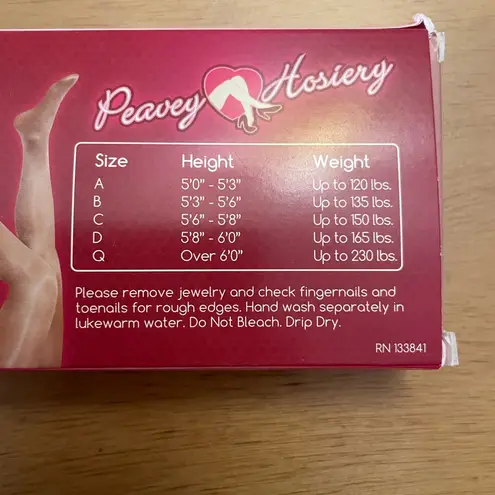 Peavey Hosiery
Size Height Weight
A 5'0" - 5'3" Up to 120 lbs.
B 5'3" - 5'6" Up to 135 lbs.
C 5'6" - 5'8" Up to 150 lbs.
D 5'8" - 6'0" Up to 165 lbs.
Q Over 6'0" Up to 230 lbs.
Please remove jewelry and check fingernails and
toenails for rough edges. Hand wash separately in
lukewarm water. Do Not Bleach. Drip Dry.
RN 133841